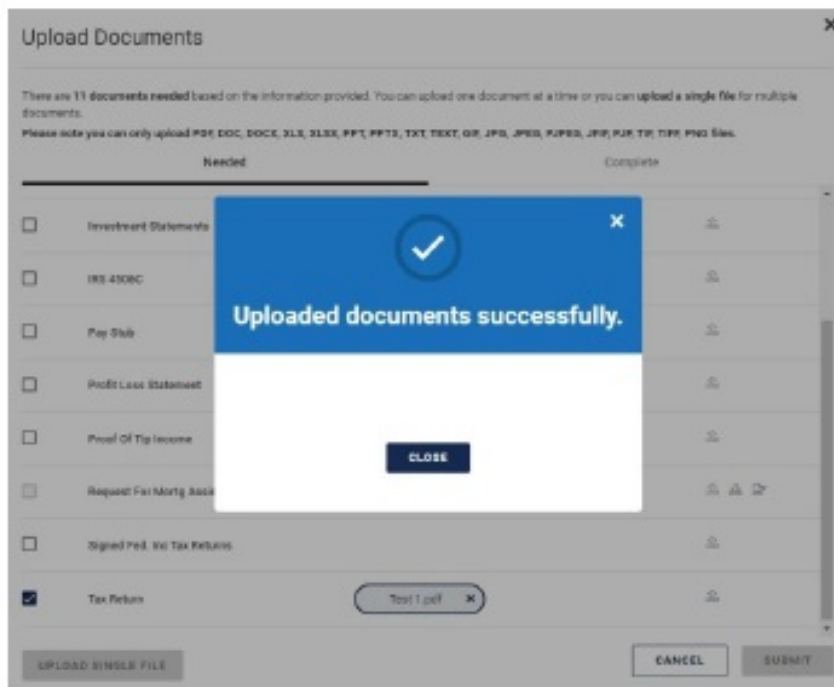 Upload Documents
There are 11 documents needed based on the information provided. You can upload one document at a time or you can upload a single file for multiple
documents.
Please note you can only upload PDF, DOC, DOCX, XLS, XLSX, PPT, PPTX, TXT, TEXT, GIF, JPG, JPEG, PJPEG, JFIF, PJP, TIF, TIFF, PNG files.
Needed Complete
Investment Statements
IRS 4506C
Uploaded documents successfully.
Pay Stub
Profit Loss Statement
Proof Of Tip Income
CLOSE
Request For Mortg Assi
Signed Fed. Inc Tax Returns
Tax Return Test 1.pdf
UPLOAD SINGLE FILE CANCEL SUBMIT